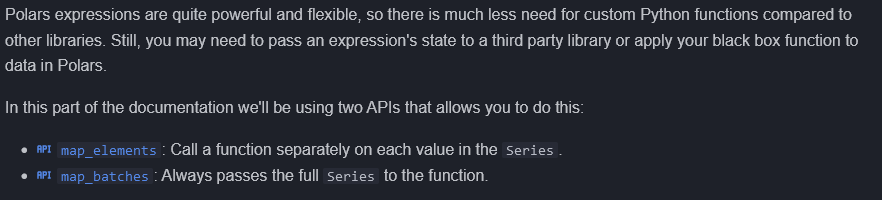 Polars expressions are quite powerful and flexible, so there is much less need for custom Python functions compared to
other libraries. Still, you may need to pass an expression's state to a third party library or apply your black box function to
data in Polars.
In this part of the documentation we'll be using two APIs that allows you to do this:
• API map_elements : Call a function separately on each value in the Series .
• API map_batches : Always passes the full Series to the function.